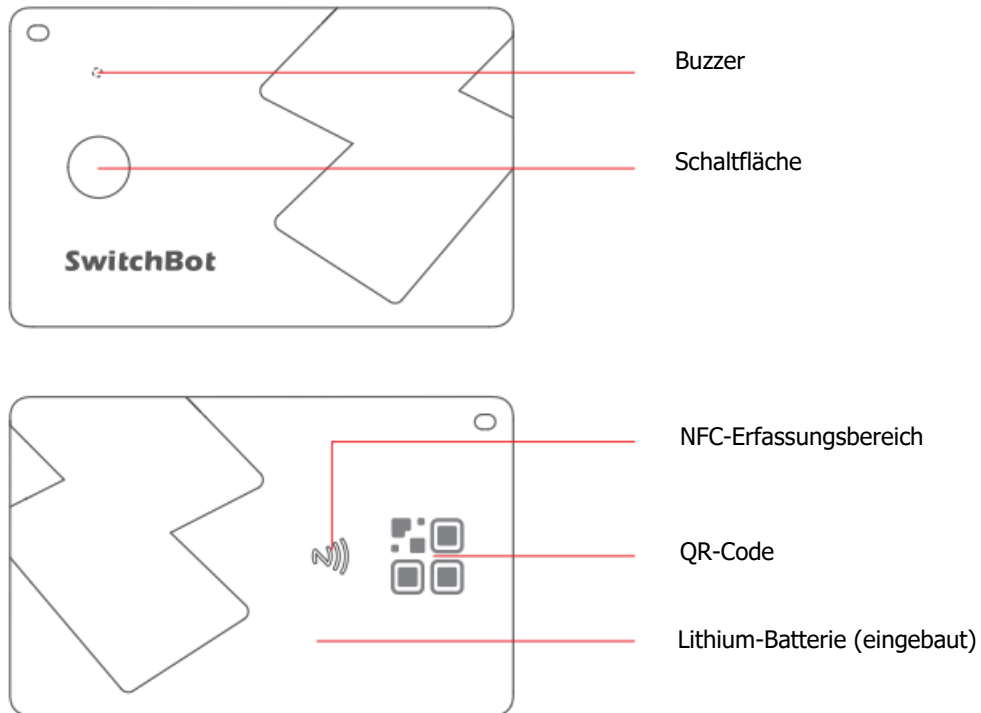 Buzzer
Schaltfläche
SwitchBot
NFC-Erfassungsbereich
QR-Code
Lithium-Batterie (eingebaut)